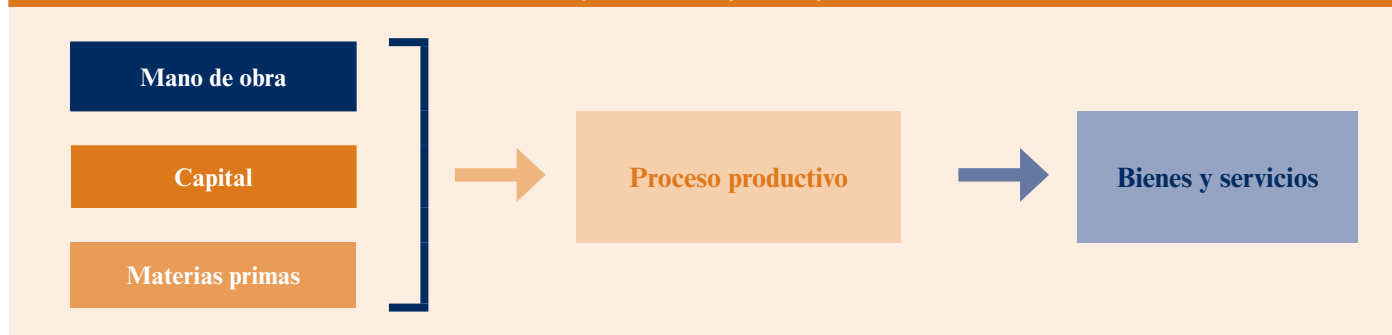 Mano de obra
Capital
Materias primas
Proceso productivo
Bienes y servicios